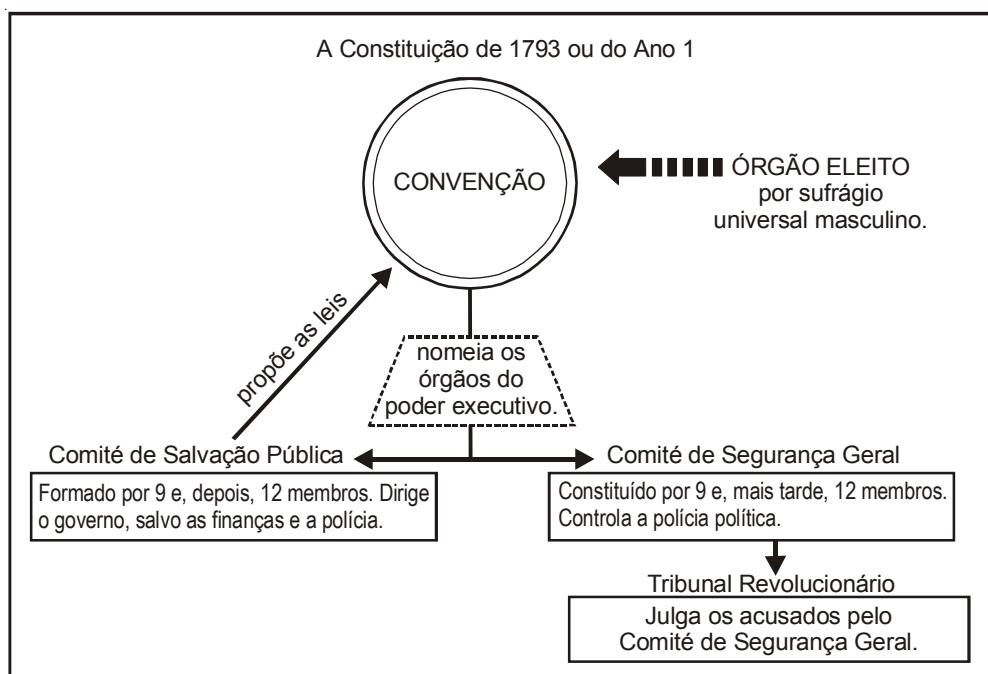 A Constituição de 1793 ou do Ano 1
CONVENÇÃO
ÓRGÃO ELEITO
por sufrágio
universal masculino.
propõe as leis
nomeia os
órgãos do
poder executivo.
Comité de Salvação Pública
Formado por 9 e, depois, 12 membros. Dirige
o governo, salvo as finanças e a polícia.
Comité de Segurança Geral
Constituído por 9 e, mais tarde, 12 membros.
Controla a polícia política.
Tribunal Revolucionário
Julga os acusados pelo
Comité de Segurança Geral.